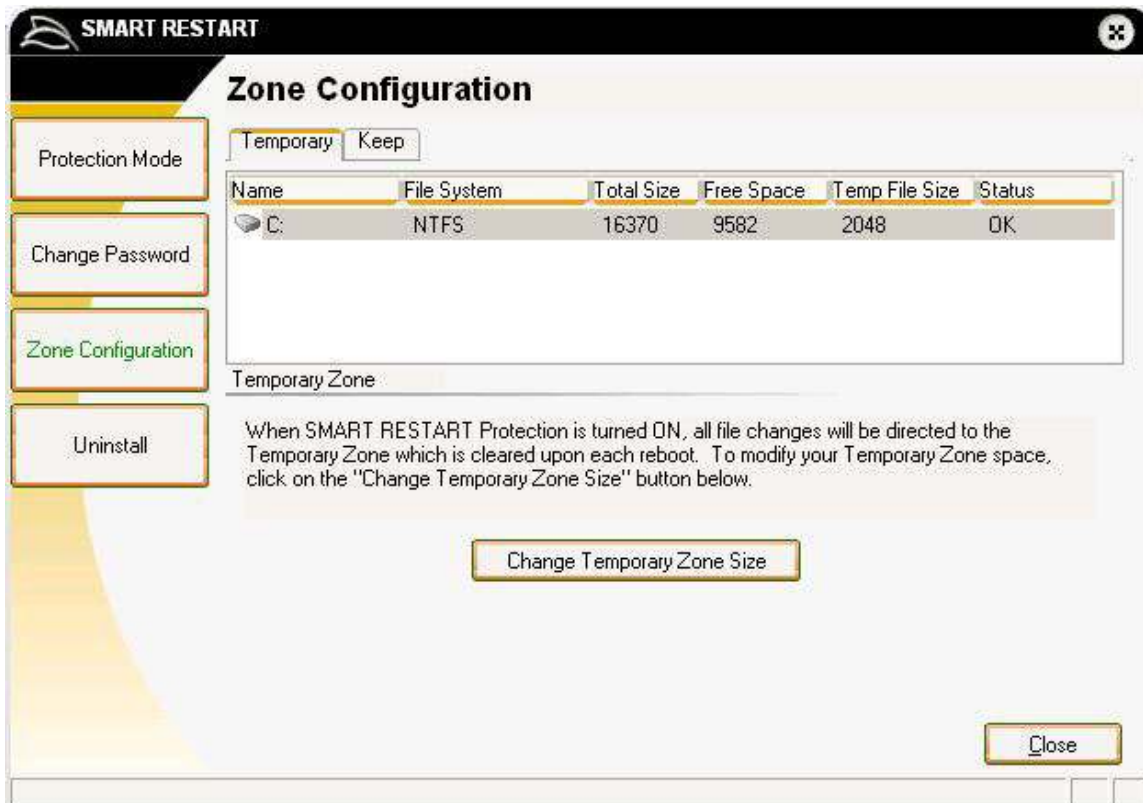 SMART RESTART
Zone Configuration
Protection Mode
Change Password
Zone Configuration
Uninstall
Temporary Keep
Name File System Total Size Free Space Temp File Size Status
C: NTFS 16370 9582 2048 OK
Temporary Zone
When SMART RESTART Protection is turned ON, all file changes will be directed to the
Temporary Zone which is cleared upon each reboot. To modify your Temporary Zone space,
click on the "Change Temporary Zone Size" button below.
Change Temporary Zone Size
Close